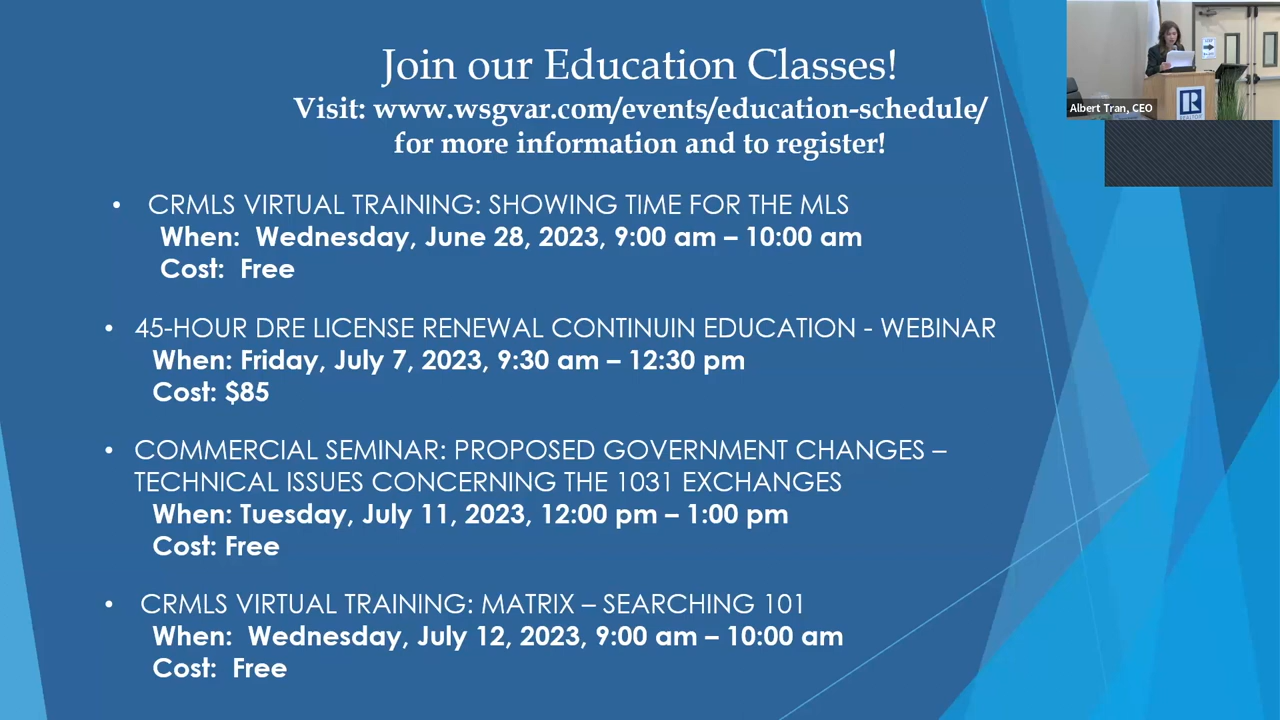 Join our Education Classes!
Visit: www.wsgvar.com/events/education-schedule/
for more information and to register!
• CRMLS VIRTUAL TRAINING: SHOWING TIME FOR THE MLS
When: Wednesday, June 28, 2023, 9:00 am – 10:00 am
Cost: Free
• 45-HOUR DRE LICENSE RENEWAL CONTINUIN EDUCATION - WEBINAR
When: Friday, July 7, 2023, 9:30 am – 12:30 pm
Cost: $85
• COMMERCIAL SEMINAR: PROPOSED GOVERNMENT CHANGES –
TECHNICAL ISSUES CONCERNING THE 1031 EXCHANGES
When: Tuesday, July 11, 2023, 12:00 pm – 1:00 pm
Cost: Free
• CRMLS VIRTUAL TRAINING: MATRIX – SEARCHING 101
When: Wednesday, July 12, 2023, 9:00 am – 10:00 am
Cost: Free
Albert Tran, CEO
R
REALTOR